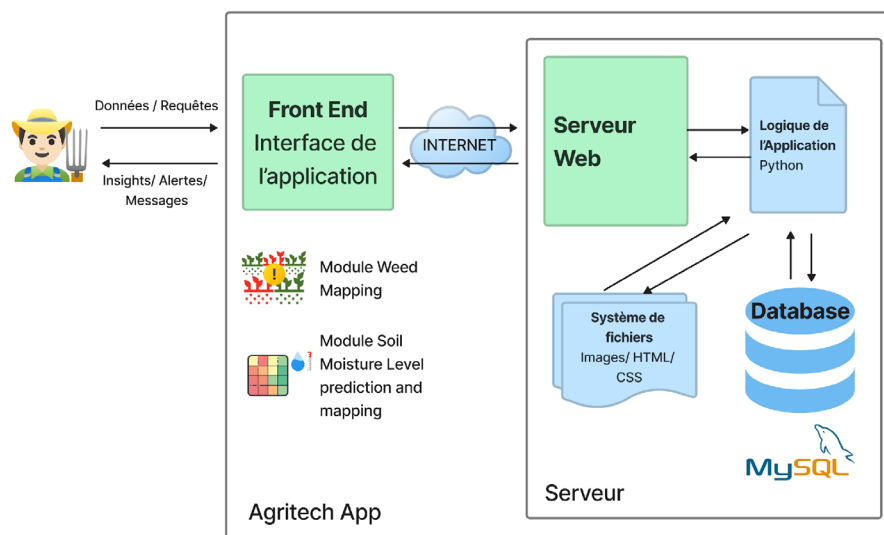 Données / Requêtes
Insights/ Alertes/
Messages
Front End
Interface de
l'application
INTERNET
Serveur
Web
Logique de
l'Application
Python
Module Weed
Mapping
Module Soil
Moisture Level
prediction and
mapping
Système de
fichiers
Images/ HTML/
CSS
Database
MySQL
Serveur
Agritech App